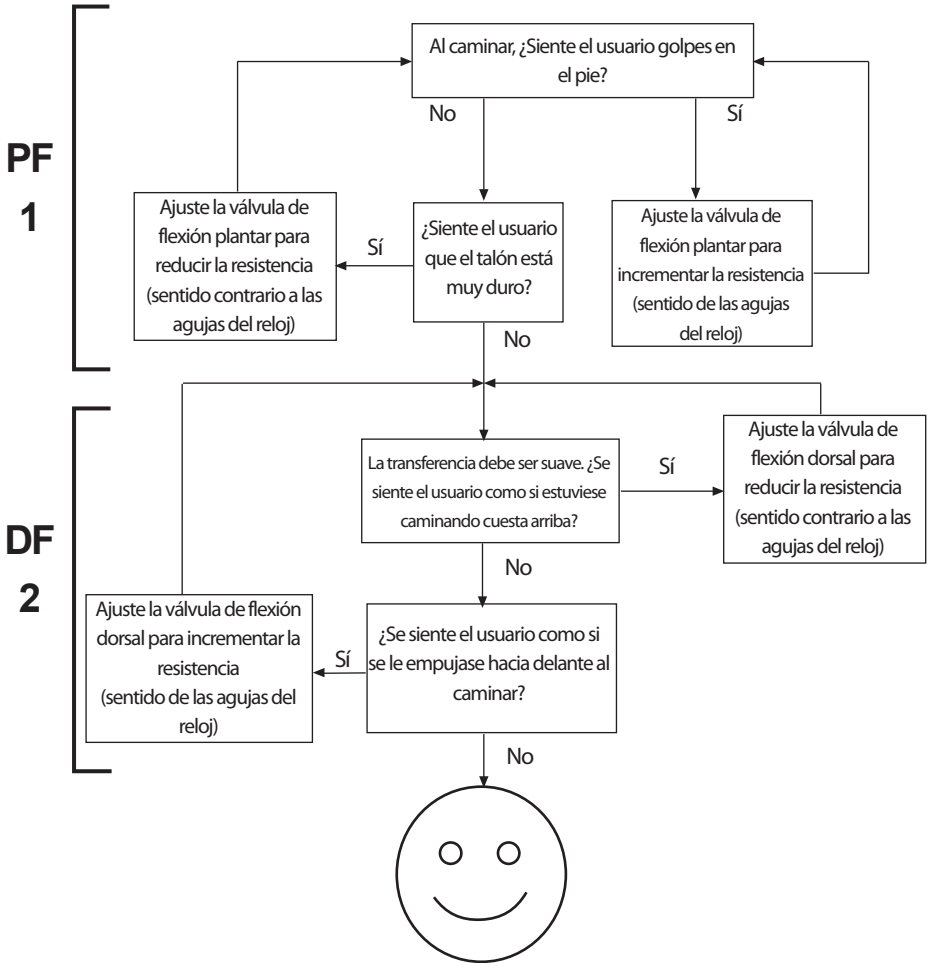 Al caminar, ¿Siente el usuario golpes en
el pie?
No
Sí
PF
1
Ajuste la válvula de
flexión plantar para
reducir la resistencia
(sentido contrario a las
agujas del reloj)
Sí
¿Siente el usuario
que el talón está
muy duro?
Ajuste la válvula de
flexión plantar para
incrementar la resistencia
(sentido de las agujas
del reloj)
No
DF
2
La transferencia debe ser suave. ¿Se
siente el usuario como si estuviese
caminando cuesta arriba?
Sí
Ajuste la válvula de
flexión dorsal para
reducir la resistencia
(sentido contrario a las
agujas del reloj)
No
Ajuste la válvula de flexión
dorsal para incrementar la
resistencia
(sentido de las agujas del
reloj)
Sí
¿Se siente el usuario como si
se le empujase hacia delante al
caminar?
No